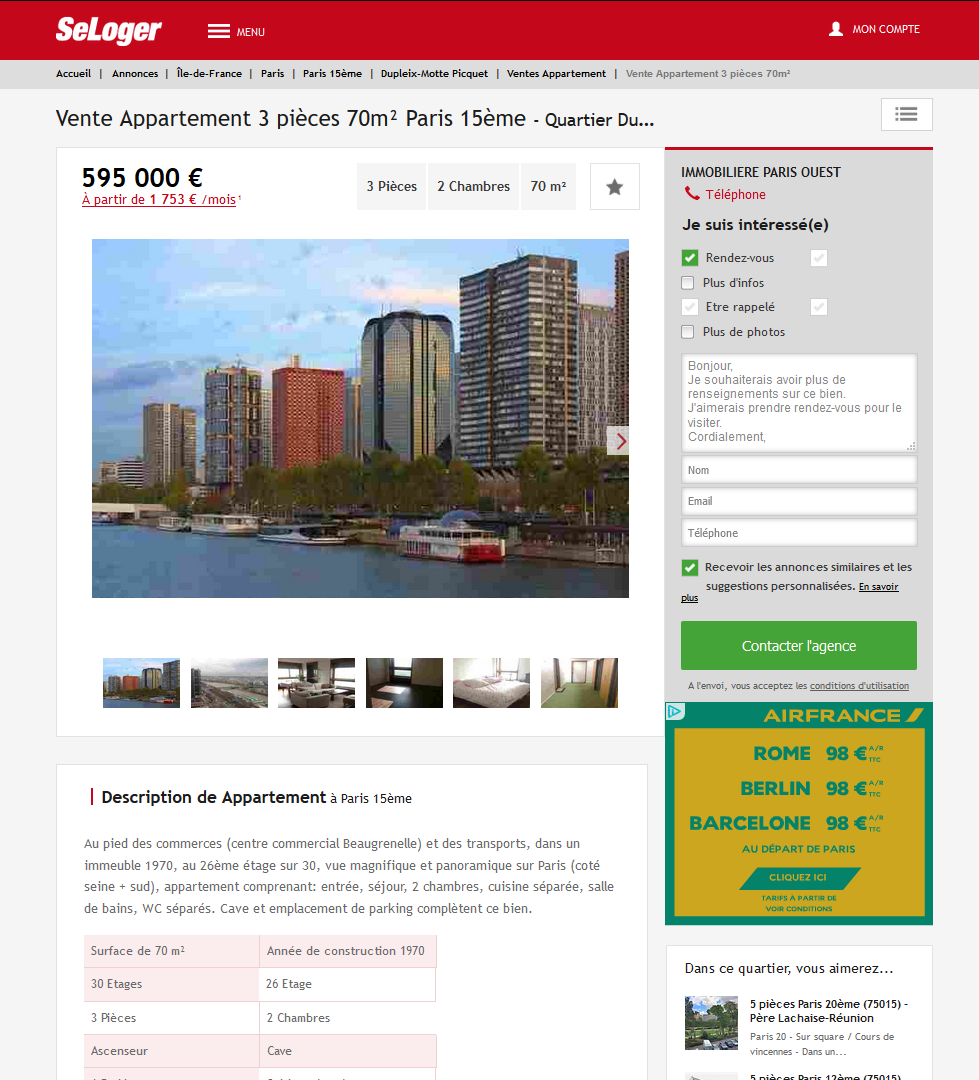 SeLoger
MENU
MON COMPTE
Accueil | Annonces | Île-de-France | Paris | Paris 15ème | Dupleix-Motte Picquet | Ventes Appartement | Vente Appartement 3 pièces 70m²
Vente Appartement 3 pièces 70m² Paris 15ème - Quartier Du...
595 000 €
À partir de 1 753 € /mois ¹
3 Pièces
2 Chambres
70 m²
IMMOBILIERE PARIS OUEST
Téléphone
Je suis intéressé(e)
Rendez-vous
Plus d'infos
Etre rappelé
Plus de photos
Bonjour,
Je souhaiterais avoir plus de
renseignements sur ce bien.
J'aimerais prendre rendez-vous pour le
visiter.
Cordialement,
Nom
Email
Téléphone
Recevoir les annonces similaires et les
suggestions personnalisées. En savoir
plus
Contacter l'agence
A l'envoi, vous acceptez les conditions d'utilisation
AIRFRANCE
ROME 98 € A/R TTC
BERLIN 98 € A/R TTC
BARCELONE 98 € A/R TTC
AU DÉPART DE PARIS
CLIQUEZ ICI
TARIFS À PARTIR DE
VOIR CONDITIONS
Description de Appartement à Paris 15ème
Au pied des commerces (centre commercial Beaugrenelle) et des transports, dans un
immeuble 1970, au 26ème étage sur 30, vue magnifique et panoramique sur Paris (coté
seine + sud), appartement comprenant: entrée, séjour, 2 chambres, cuisine séparée, salle
de bains, WC séparés. Cave et emplacement de parking complètent ce bien.
Surface de 70 m²
Année de construction 1970
30 Etages
26 Etage
3 Pièces
2 Chambres
Ascenseur
Cave
Dans ce quartier, vous aimerez...
5 pièces Paris 20ème (75015) -
Père Lachaise-Réunion
Paris 20 - Sur square / Cours de
vincennes - Dans un...
5 pièces Paris 12ème (75015)